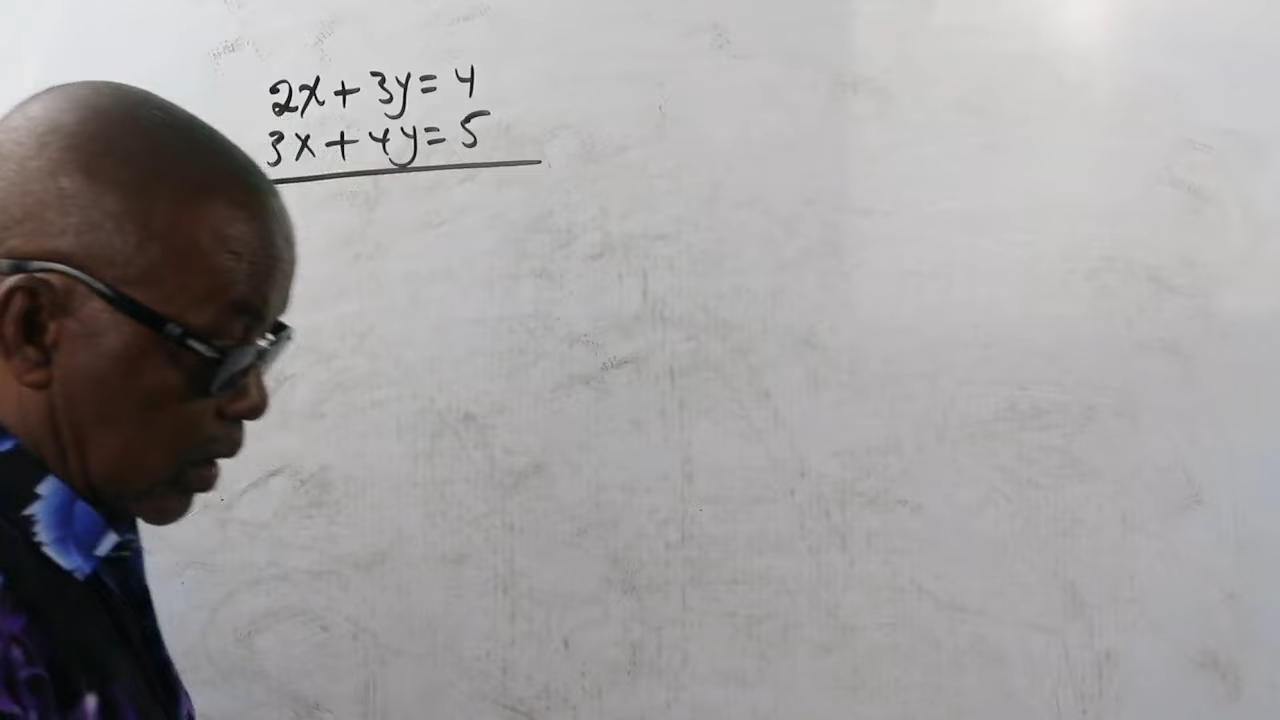 2x + 3y = 4
3x + 4y = 5